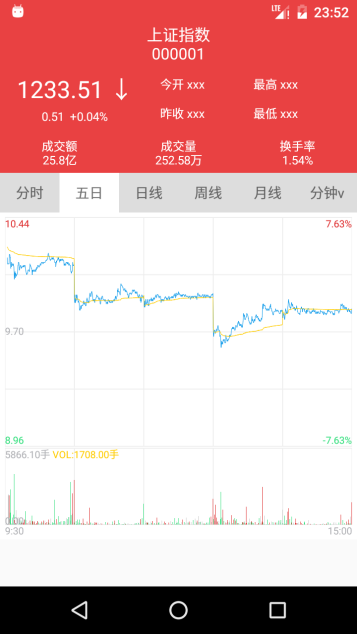 LTE 23:52
上证指数
000001
1233.51 ↓ 今开 xxx 最高 xxx
0.51 +0.04% 昨收 xxx 最低 xxx
成交额 成交量 换手率
25.8亿 252.58万 1.54%
分时 五日 日线 周线 月线 分钟v
10.44 7.63%
9.70
8.96 -7.63%
5866.10手 VOL:1708.00手
9:30 15:00